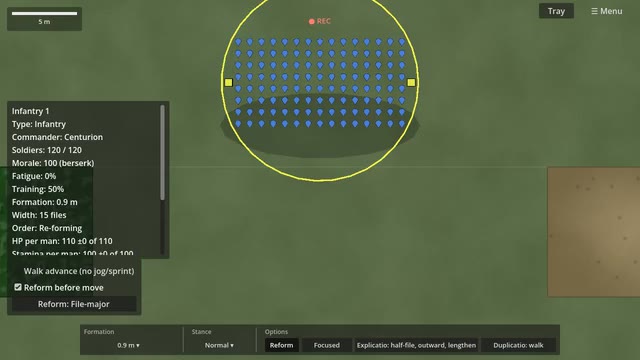 5 m
REC
Tray
☰ Menu
Infantry 1
Type: Infantry
Commander: Centurion
Soldiers: 120 / 120
Morale: 100 (berserk)
Fatigue: 0%
Training: 50%
Formation: 0.9 m
Width: 15 files
Order: Re-forming
HP per man: 110 ±0 of 110
Stamina per man: 100 ±0 of 100
Walk advance (no jog/sprint)
Reform before move
Reform: File-major
Formation
0.9 m ▾
Stance
Normal ▾
Options
Reform
Focused
Explicatio: half-file, outward, lengthen
Duplicatio: walk